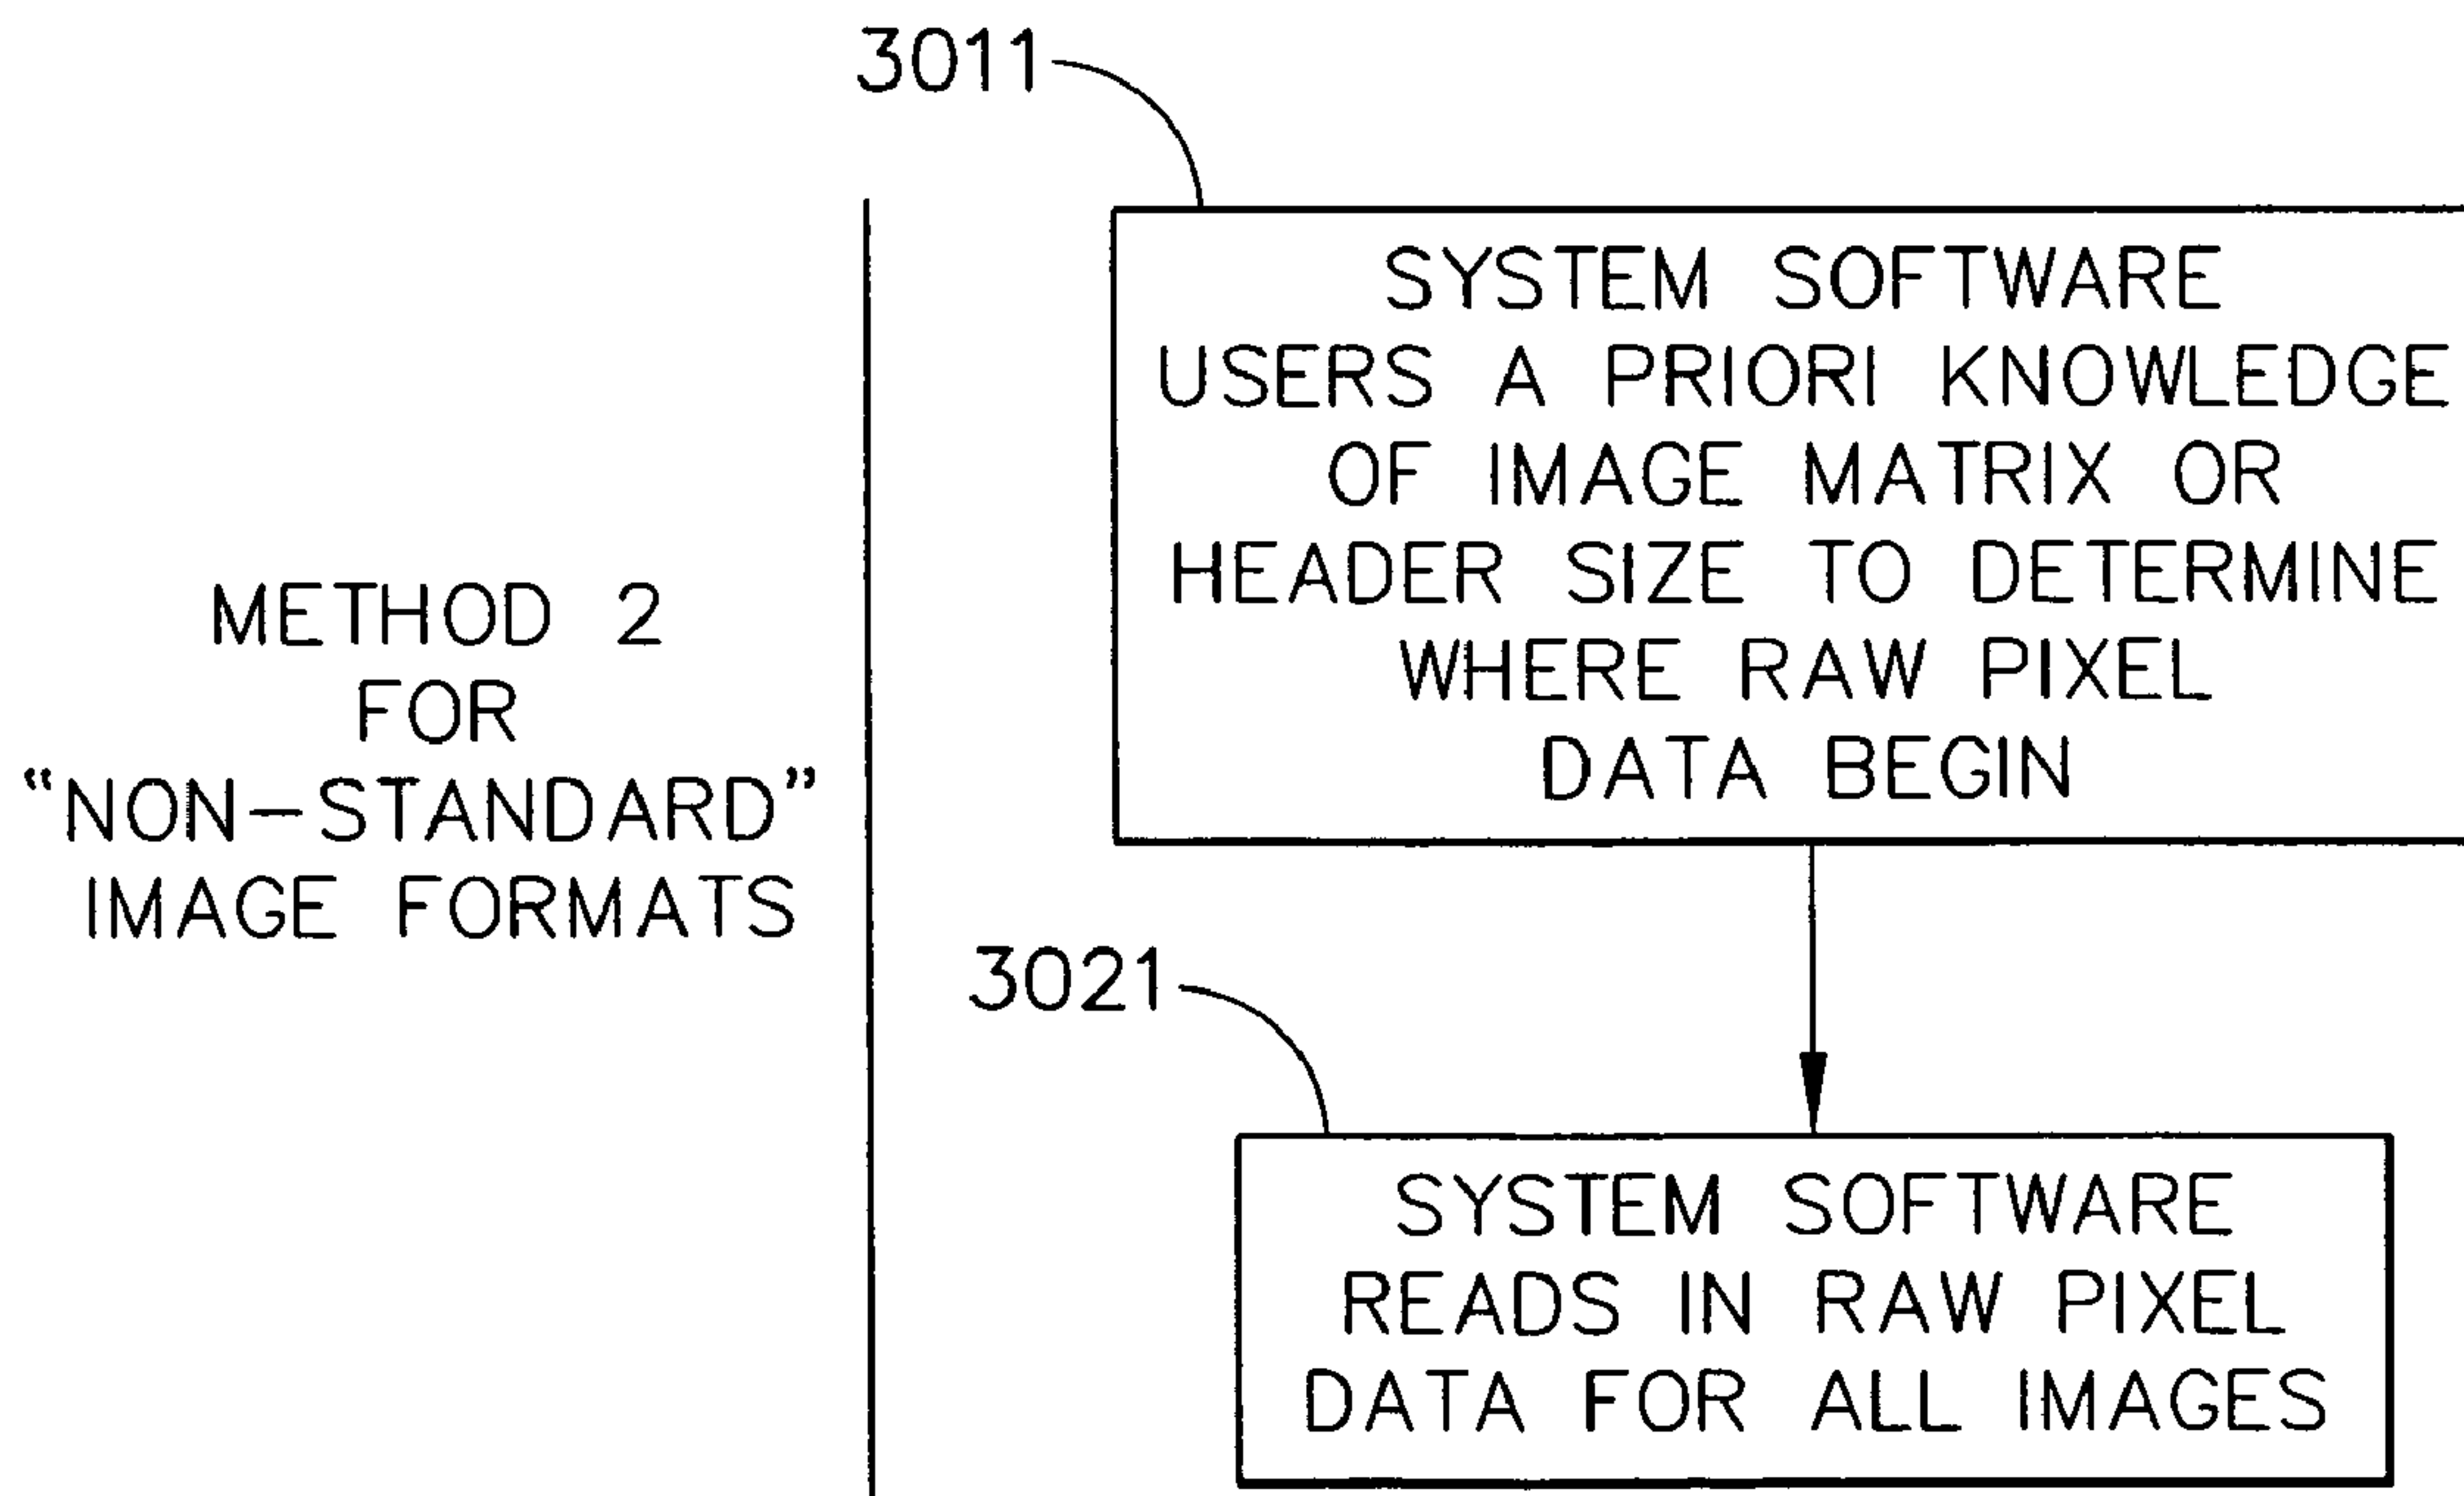 3011
SYSTEM SOFTWARE
USERS A PRIORI KNOWLEDGE
OF IMAGE MATRIX OR
HEADER SIZE TO DETERMINE
WHERE RAW PIXEL
DATA BEGIN
METHOD 2
FOR
“NON-STANDARD”
IMAGE FORMATS
3021
SYSTEM SOFTWARE
READS IN RAW PIXEL
DATA FOR ALL IMAGES